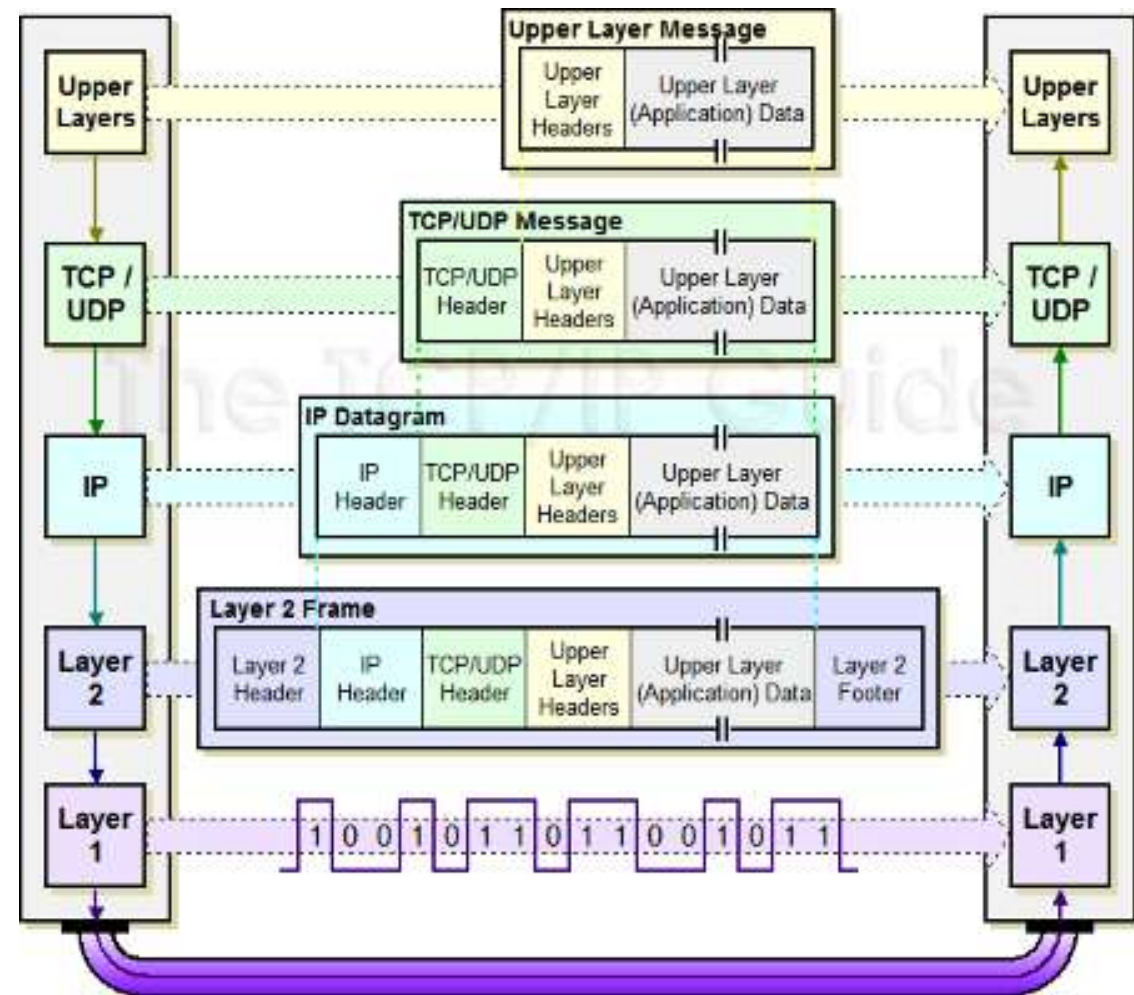 Upper Layer Message
Upper
Layers
Upper
Layer
Headers
Upper Layer
(Application) Data
Upper
Layers
TCP/UDP Message
TCP /
UDP
TCP/UDP
Header
Upper
Layer
Headers
Upper Layer
(Application) Data
TCP /
UDP
The TCP/IP Guide
IP Datagram
IP
IP
Header
TCP/UDP
Header
Upper
Layer
Headers
Upper Layer
(Application) Data
IP
Layer 2 Frame
Layer
2
Layer 2
Header
IP
Header
TCP/UDP
Header
Upper
Layer
Headers
Upper Layer
(Application) Data
Layer 2
Footer
Layer
2
Layer
1
1 0 0 1 0 1 1 0 1 1 0 0 1 0 1 1
Layer
1